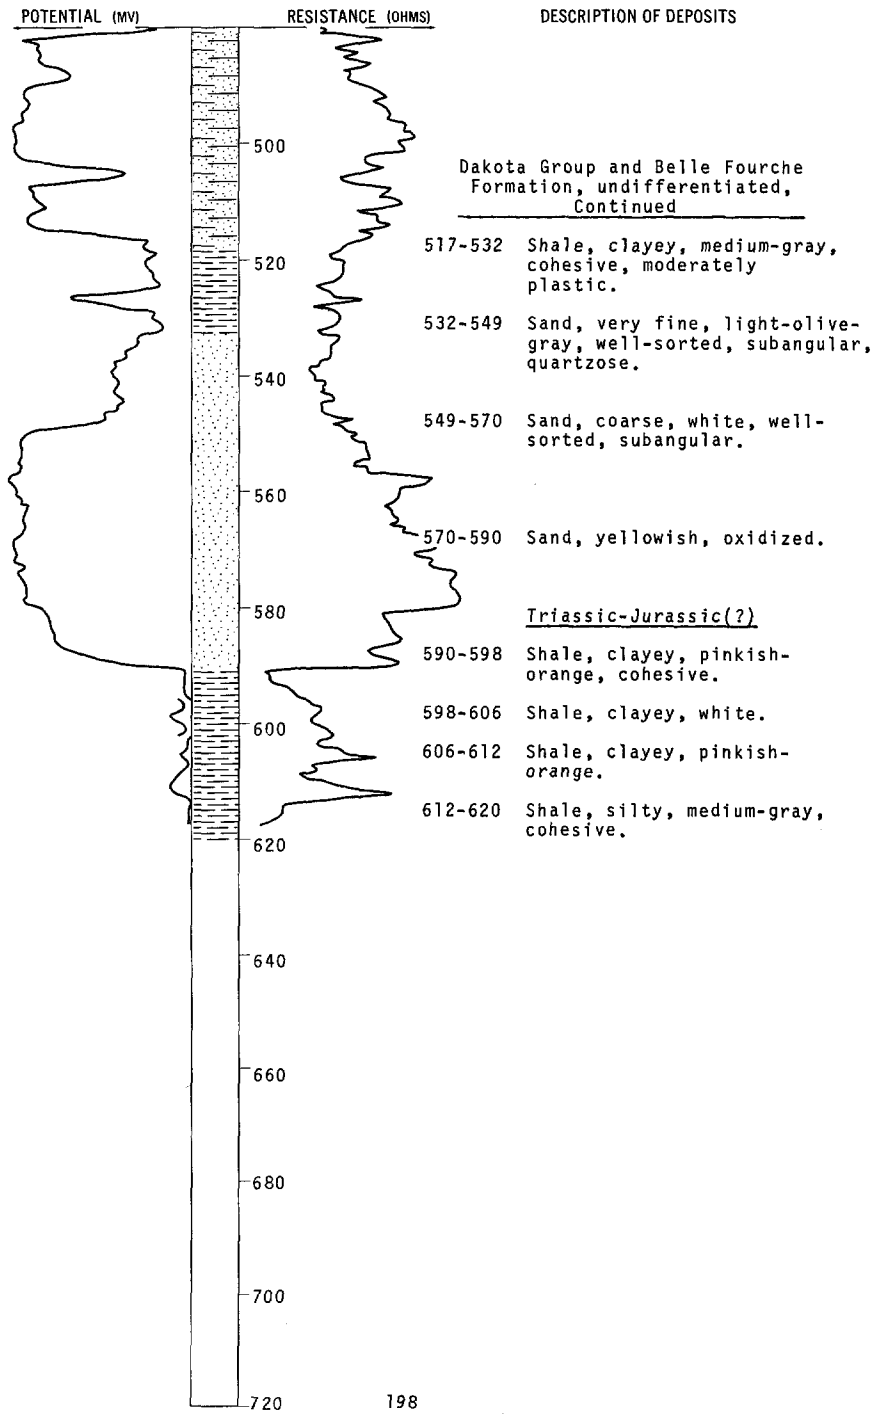 POTENTIAL (MV) RESISTANCE (OHMS) DESCRIPTION OF DEPOSITS
500
Dakota Group and Belle Fourche
Formation, undifferentiated,
Continued
517-532 Shale, clayey, medium-gray,
cohesive, moderately
plastic.
520
532-549 Sand, very fine, light-olive-
gray, well-sorted, subangular,
quartzose.
540
549-570 Sand, coarse, white, well-
sorted, subangular.
560
570-590 Sand, yellowish, oxidized.
580
Triassic-Jurassic(?)
590-598 Shale, clayey, pinkish-
orange, cohesive.
598-606 Shale, clayey, white.
600
606-612 Shale, clayey, pinkish-
orange.
612-620 Shale, silty, medium-gray,
cohesive.
620
640
660
680
700
720
198